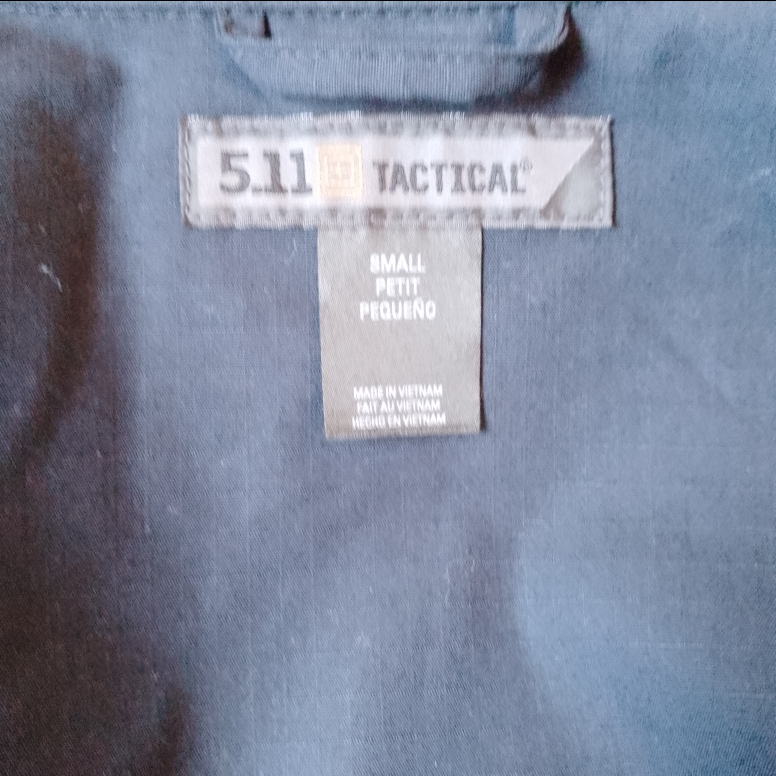 5.11 TACTICAL®
SMALL
PETIT
PEQUEÑO
MADE IN VIETNAM
FAIT AU VIETNAM
HECHO EN VIETNAM